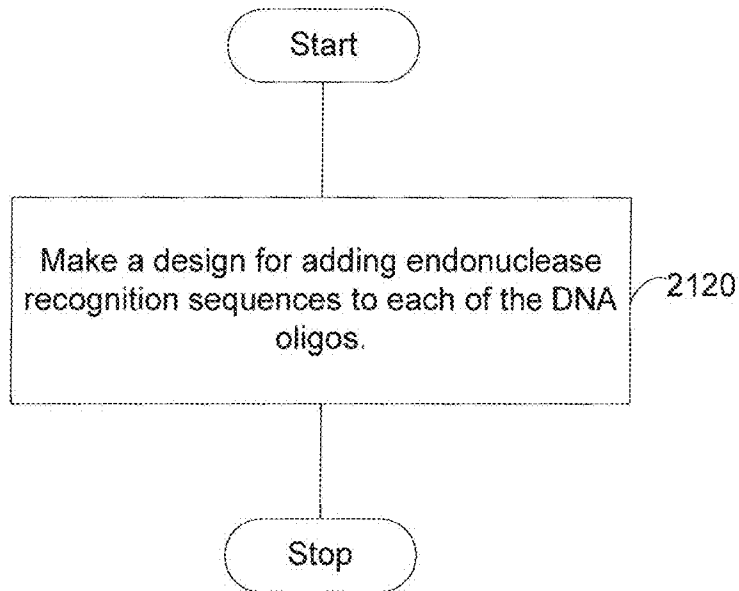 Start
Make a design for adding endonuclease
recognition sequences to each of the DNA
oligos.
2120
Stop